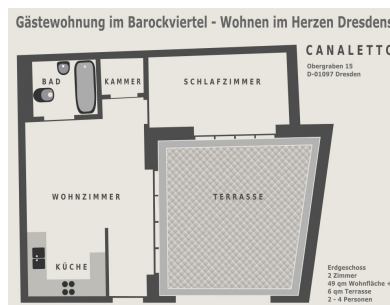 Gästewohnung im Barockviertel - Wohnen im Herzen Dresdens
CANALETTO
Obergraben 15
D-01097 Dresden
BAD
KAMMER
SCHLAFZIMMER
WOHNZIMMER
TERRASSE
KÜCHE
Erdgeschoss
2 Zimmer
49 qm Wohnfläche +
6 qm Terrasse
2 - 4 Personen